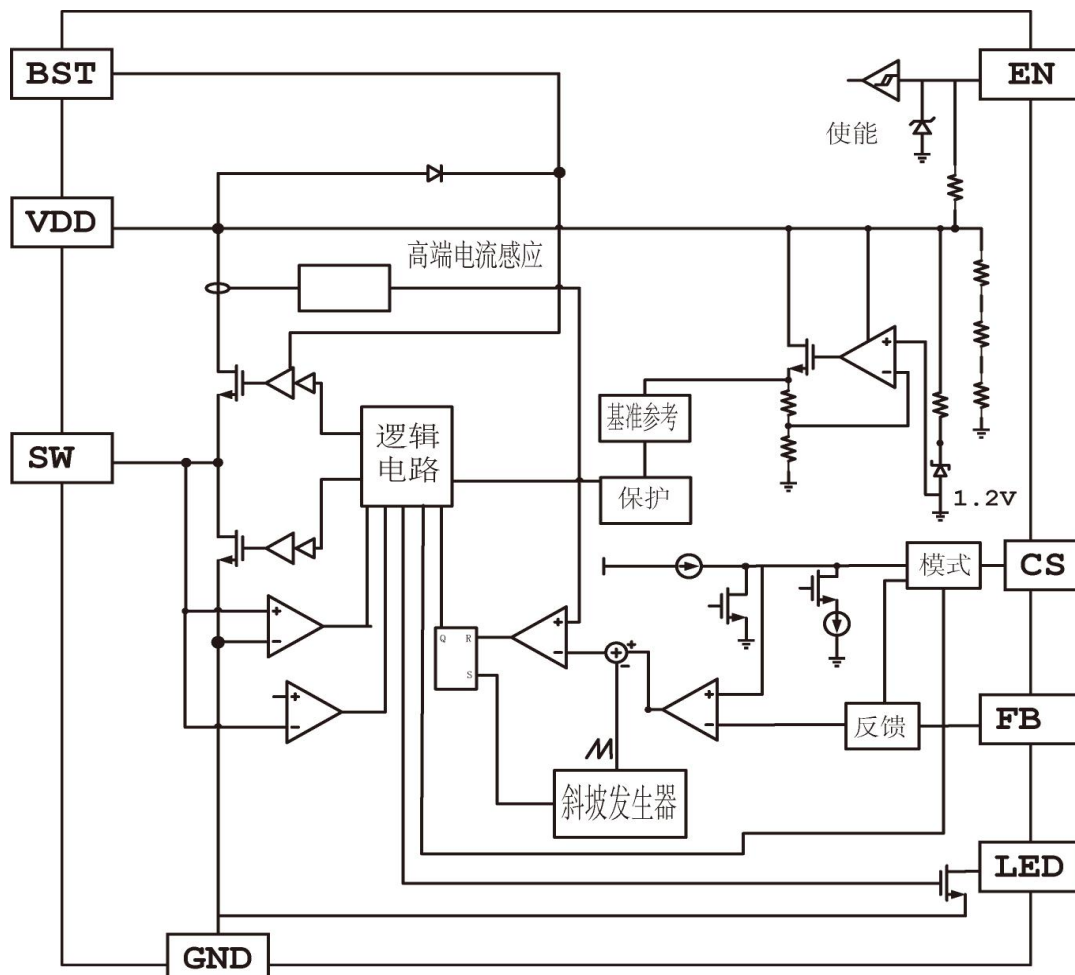 BST
EN
使能
VDD
高端电流感应
基准参考
逻辑
电路
SW
保护
1.2V
模式
CS
Q
R
S
反馈
FB
斜坡发生器
LED
GND